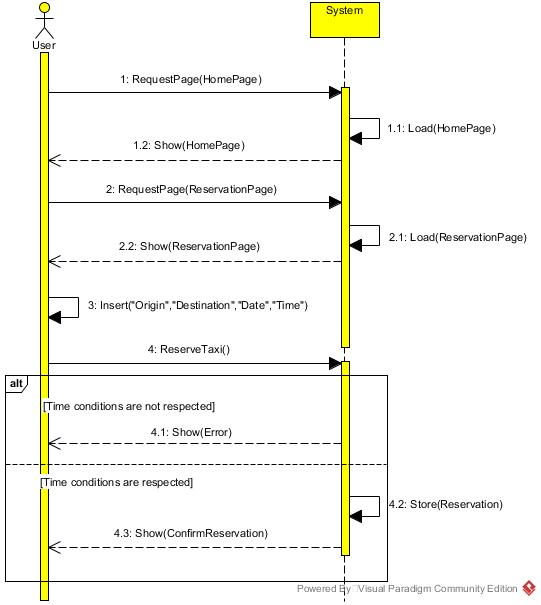 System
User
1: RequestPage(HomePage)
1.1: Load(HomePage)
1.2: Show(HomePage)
2: RequestPage(ReservationPage)
2.1: Load(ReservationPage)
2.2: Show(ReservationPage)
3: Insert("Origin","Destination","Date","Time")
4: ReserveTaxi()
alt
[Time conditions are not respected]
4.1: Show(Error)
[Time conditions are respected]
4.2: Store(Reservation)
4.3: Show(ConfirmReservation)
Powered By Visual Paradigm Community Edition